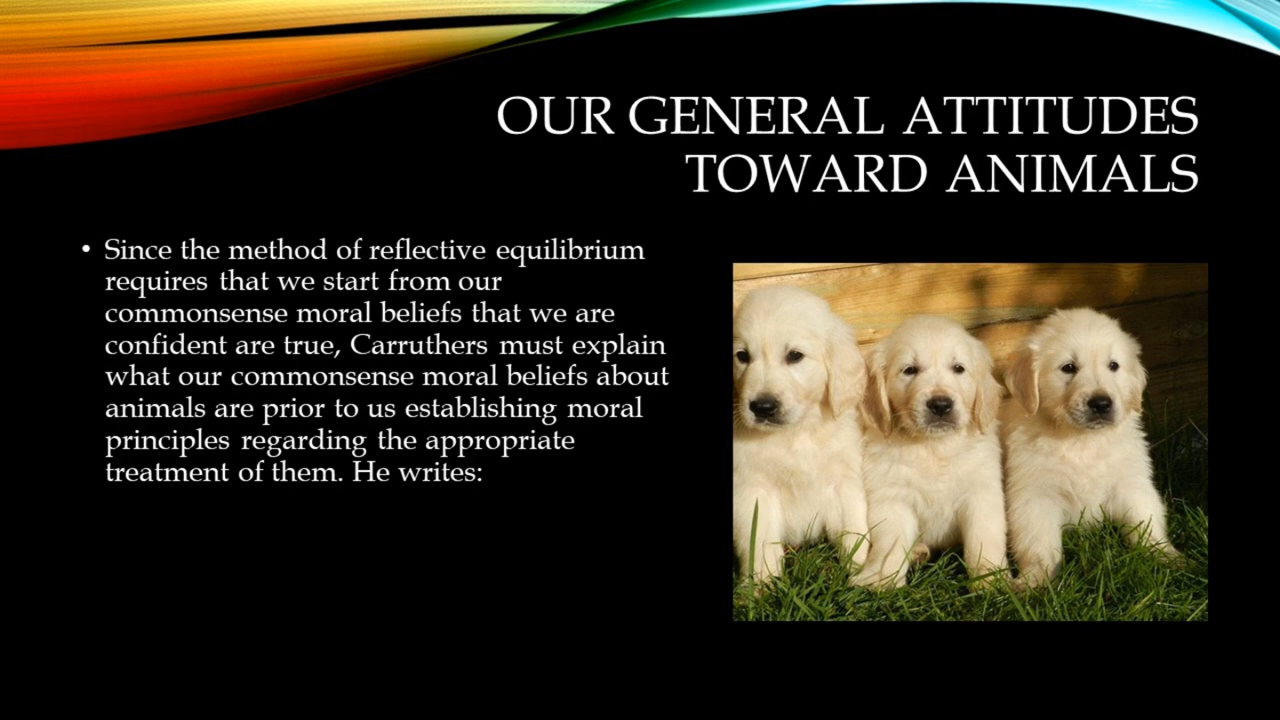 OUR GENERAL ATTITUDES
TOWARD ANIMALS
• Since the method of reflective equilibrium
requires that we start from our
commonsense moral beliefs that we are
confident are true, Carruthers must explain
what our commonsense moral beliefs about
animals are prior to us establishing moral
principles regarding the appropriate
treatment of them. He writes: